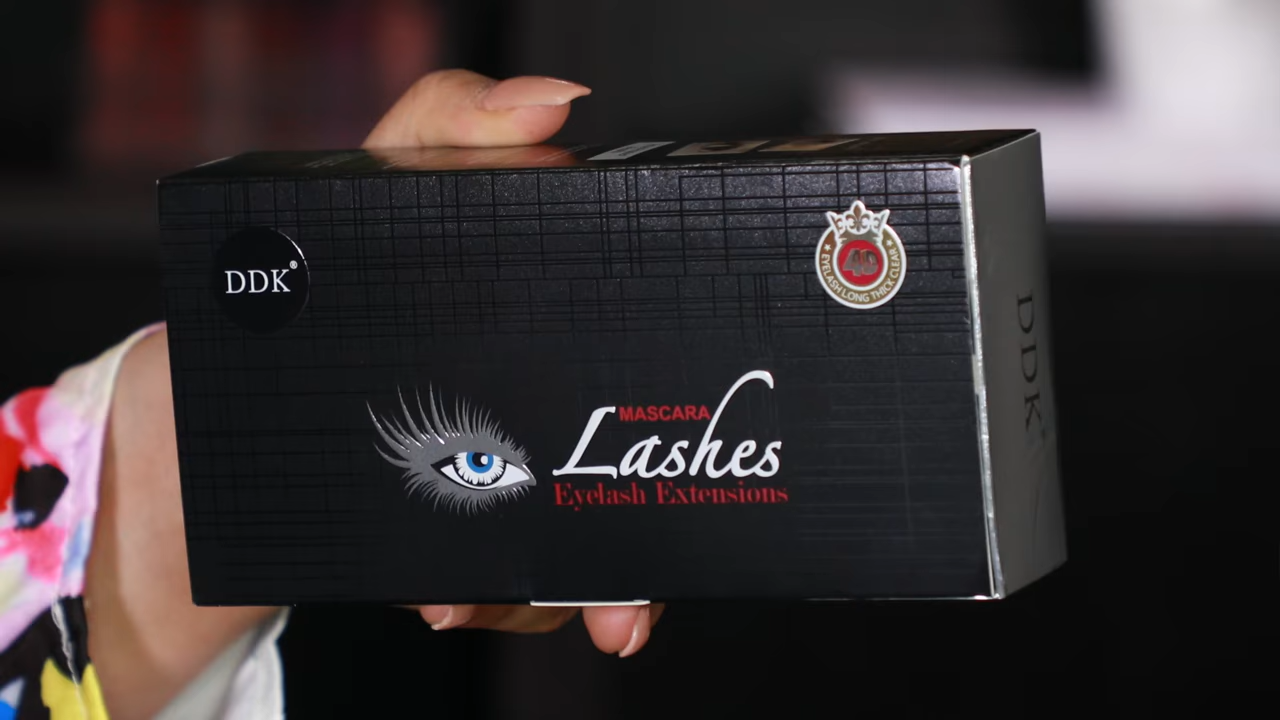 DDK®
4D
EYELASH LONG THICK CLEAR
MASCARA
Lashes
Eyelash Extensions
DDK